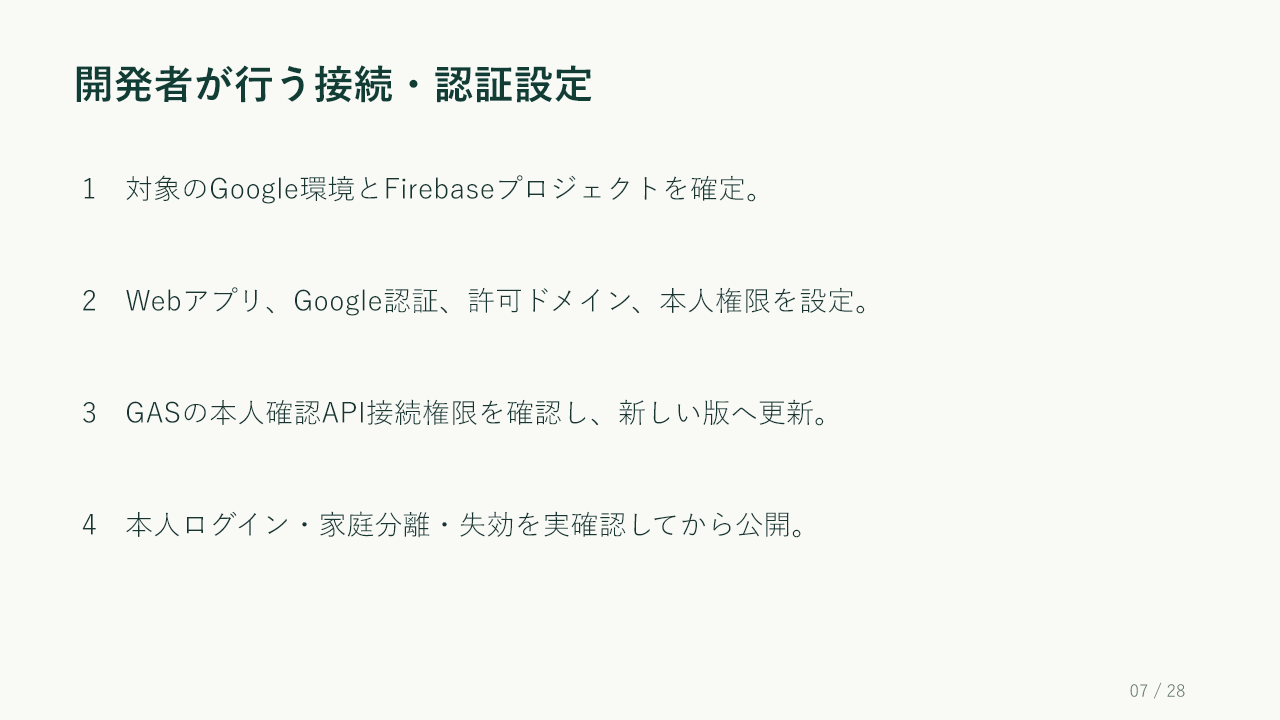 開発者が行う接続・認証設定
1 対象のGoogle環境とFirebaseプロジェクトを確定。
2 Webアプリ、Google認証、許可ドメイン、本人権限を設定。
3 GASの本人確認API接続権限を確認し、新しい版へ更新。
4 本人ログイン・家庭分離・失効を実確認してから公開。
07 / 28